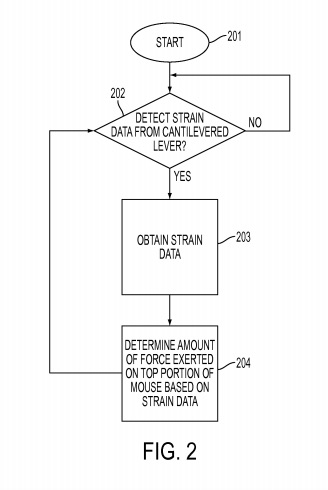 START
201
202
DETECT STRAIN
DATA FROM CANTILEVERED
LEVER?
NO
YES
OBTAIN STRAIN
DATA
203
DETERMINE AMOUNT
OF FORCE EXERTED
ON TOP PORTION OF
MOUSE BASED ON
STRAIN DATA
204
FIG. 2